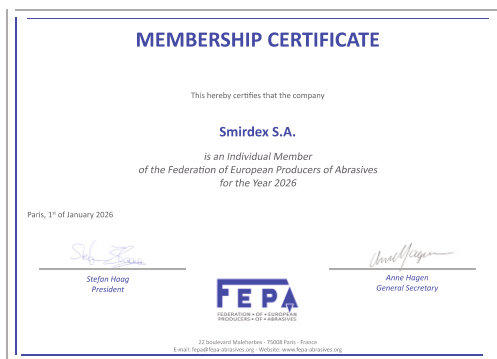 MEMBERSHIP CERTIFICATE
This hereby certifies that the company
Smirdex S.A.
is an Individual Member
of the Federation of European Producers of Abrasives
for the Year 2026
Paris, 1st of January 2026
Stefan Haag
President
Anne Hagen
General Secretary
FEPA
FEDERATION • OF • EUROPEAN
PRODUCERS • OF • ABRASIVES
22 boulevard Malesherbes - 75008 Paris - France
E-mail: fepa@fepa-abrasives.org - Website: www.fepa-abrasives.org